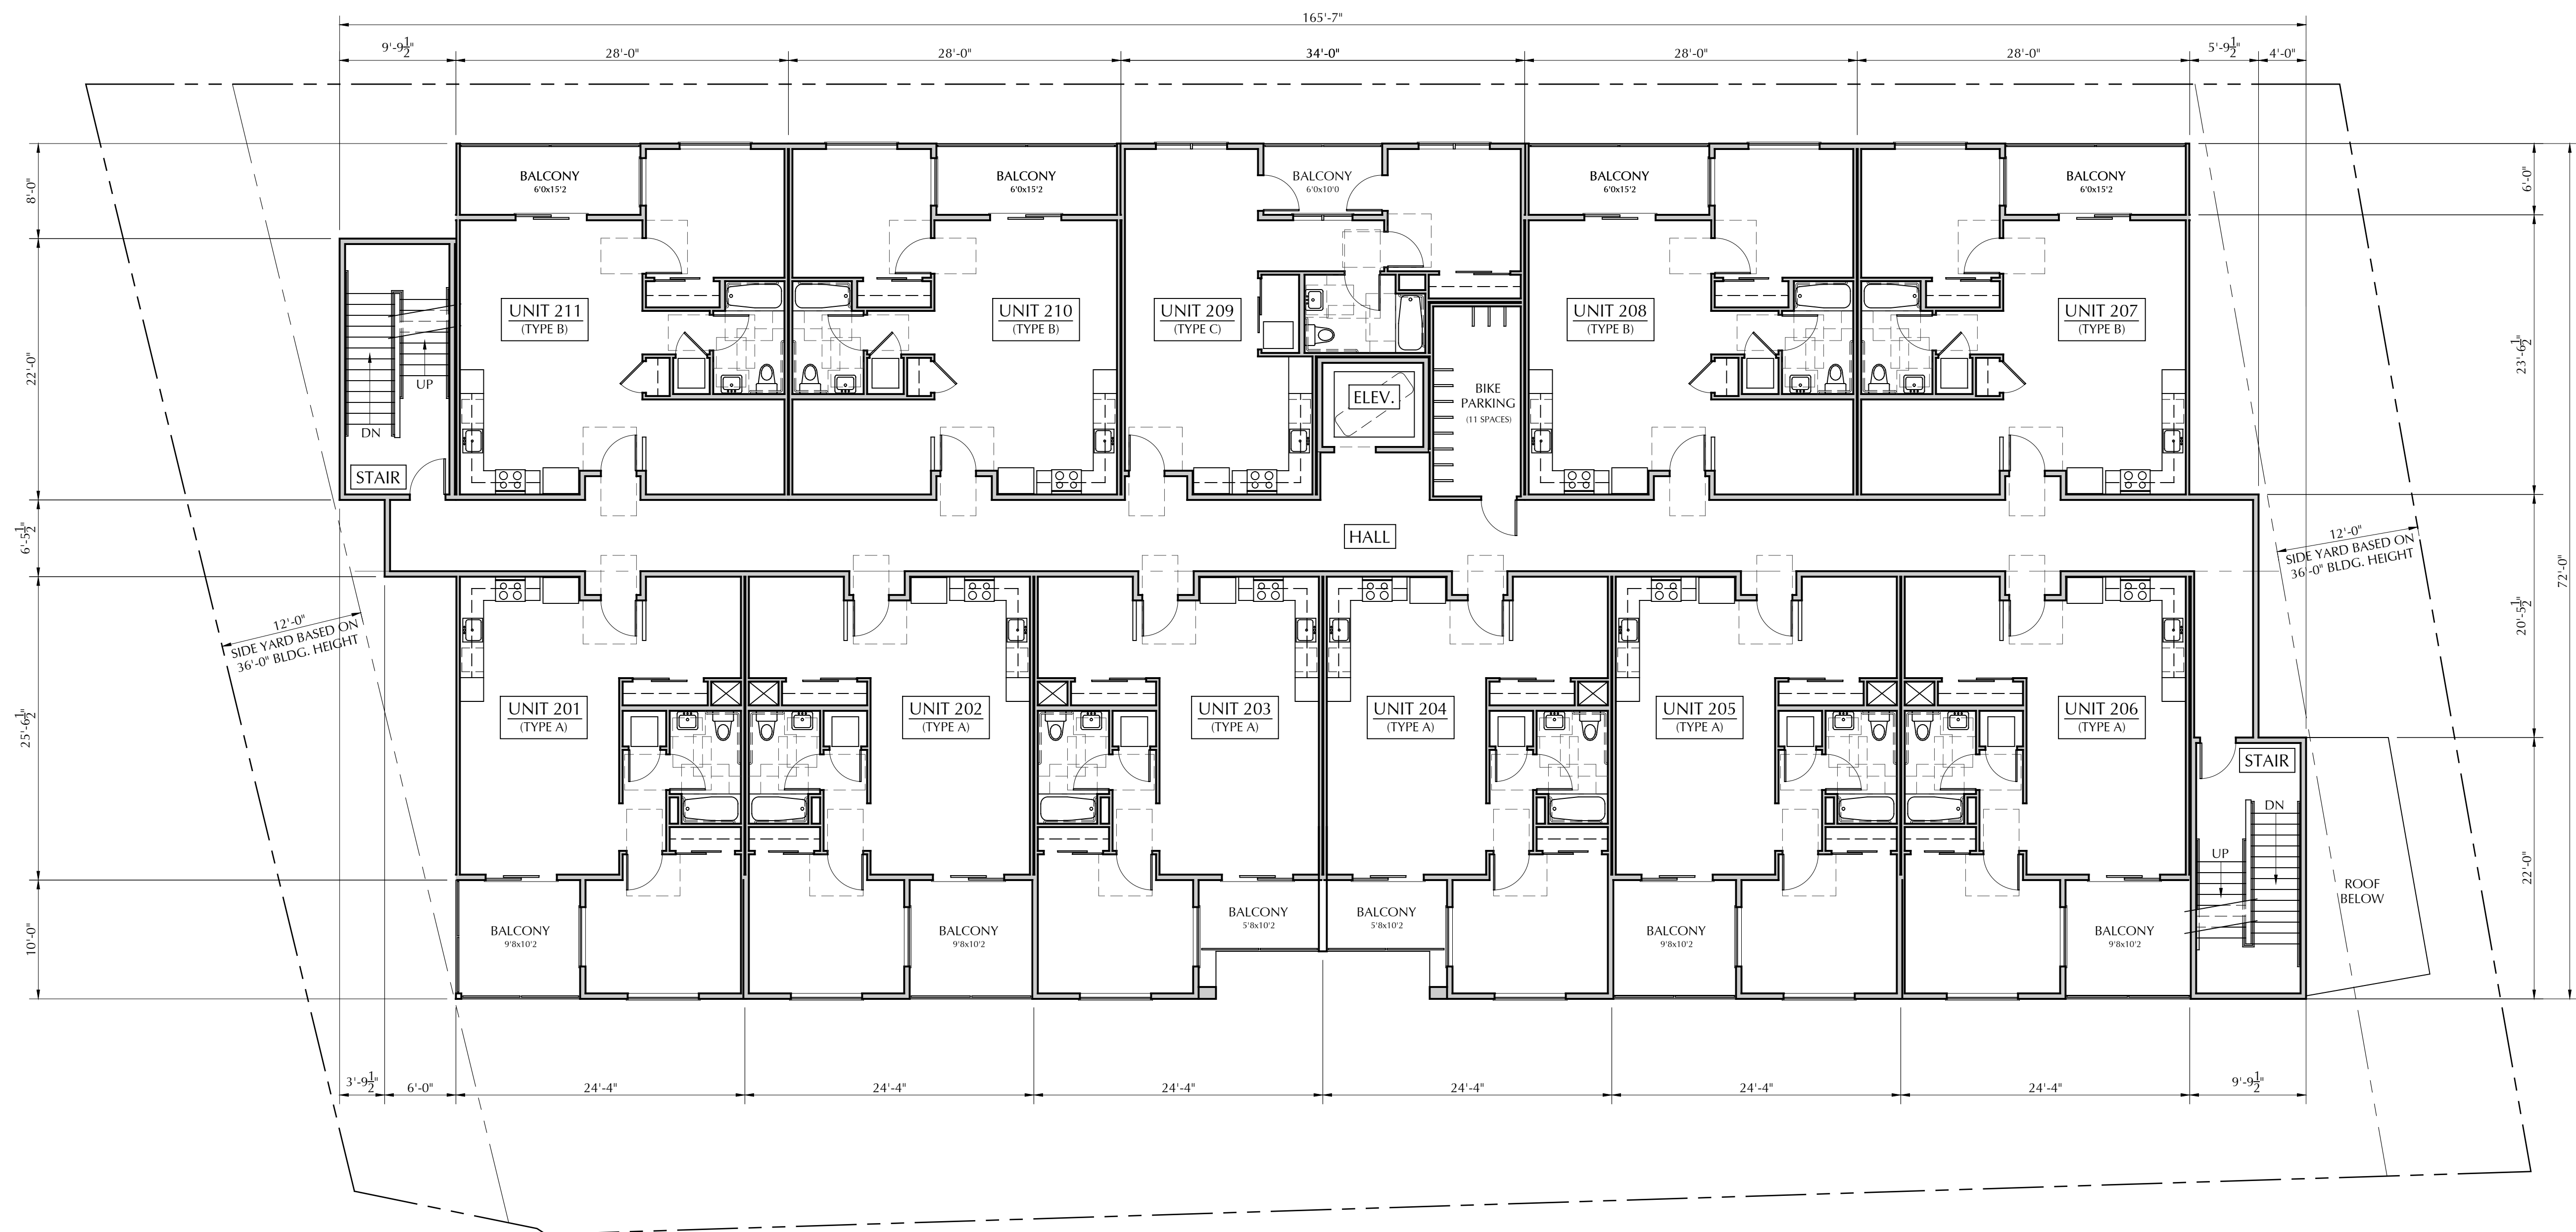 165'-7"
9'-9 1/2"
28'-0"
28'-0"
34'-0"
28'-0"
28'-0"
5'-9 1/2"
4'-0"
8'-0"
22'-0"
6'-5 1/2"
25'-6 1/2"
10'-0"
BALCONY
6'0x15'2
BALCONY
6'0x15'2
BALCONY
6'0x10'0
BALCONY
6'0x15'2
BALCONY
6'0x15'2
6'-0"
23'-6 1/2"
20'-5 1/2"
22'-0"
72'-0"
UNIT 211
(TYPE B)
UNIT 210
(TYPE B)
UNIT 209
(TYPE C)
UNIT 208
(TYPE B)
UNIT 207
(TYPE B)
UP
DN
STAIR
ELEV.
BIKE
PARKING
(11 SPACES)
HALL
12'-0"
SIDE YARD BASED ON
36'-0" BLDG. HEIGHT
12'-0"
SIDE YARD BASED ON
36'-0" BLDG. HEIGHT
UNIT 201
(TYPE A)
UNIT 202
(TYPE A)
UNIT 203
(TYPE A)
UNIT 204
(TYPE A)
UNIT 205
(TYPE A)
UNIT 206
(TYPE A)
STAIR
DN
UP
ROOF
BELOW
BALCONY
9'8x10'2
BALCONY
9'8x10'2
BALCONY
5'8x10'2
BALCONY
5'8x10'2
BALCONY
9'8x10'2
BALCONY
9'8x10'2
3'-9 1/2"
6'-0"
24'-4"
24'-4"
24'-4"
24'-4"
24'-4"
24'-4"
9'-9 1/2"